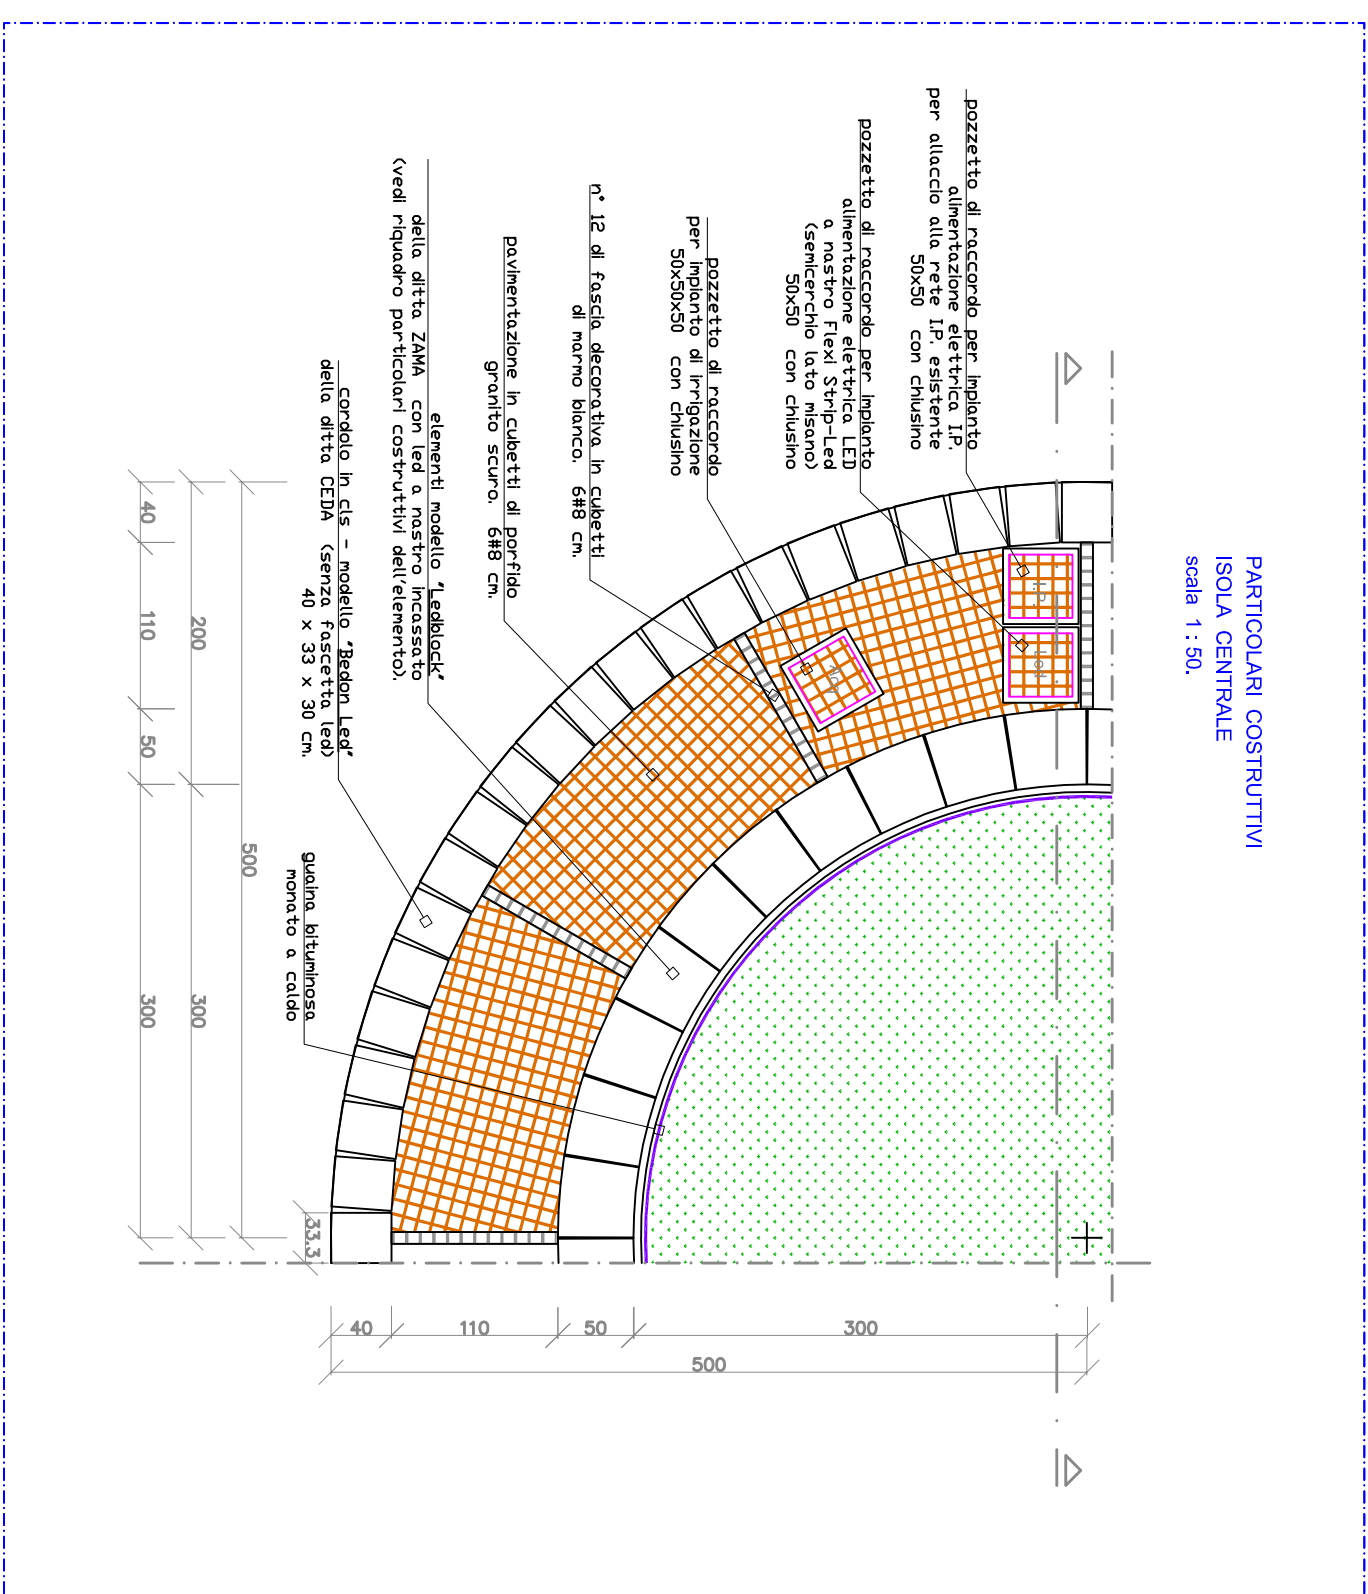 PARTICOLARI COSTRUTTIVI
ISOLA CENTRALE
scala 1 : 50.
pozzetto di raccordo per impianto
alimentazione elettrica I.P.
per allaccio alla rete I.P. esistente
50x50 con chiusino
pozzetto di raccordo per impianto
alimentazione elettrica LED
a nastro Flexi Strip-Led
(semicerchio lato misano)
50x50 con chiusino
pozzetto di raccordo
per impianto di irrigazione
50x50x50 con chiusino
n° 12 di fascia decorativa in cubetti
di marmo bianco. 6#8 cm.
pavimentazione in cubetti di porfido
granito scuro. 6#8 cm.
elementi modello "Ledblock"
della ditta ZAMA con led a nastro incassato
(vedi riquadro particolari costruttivi dell'elemento).
cordolo in cls - modello "Bedon Led"
della ditta CEDA (senza fascetta led)
40 x 33 x 30 cm.
guaina bituminosa
monato a caldo
I.P.
Led
500
200
300
40
110
50
300
33.3
40
110
50
300
500